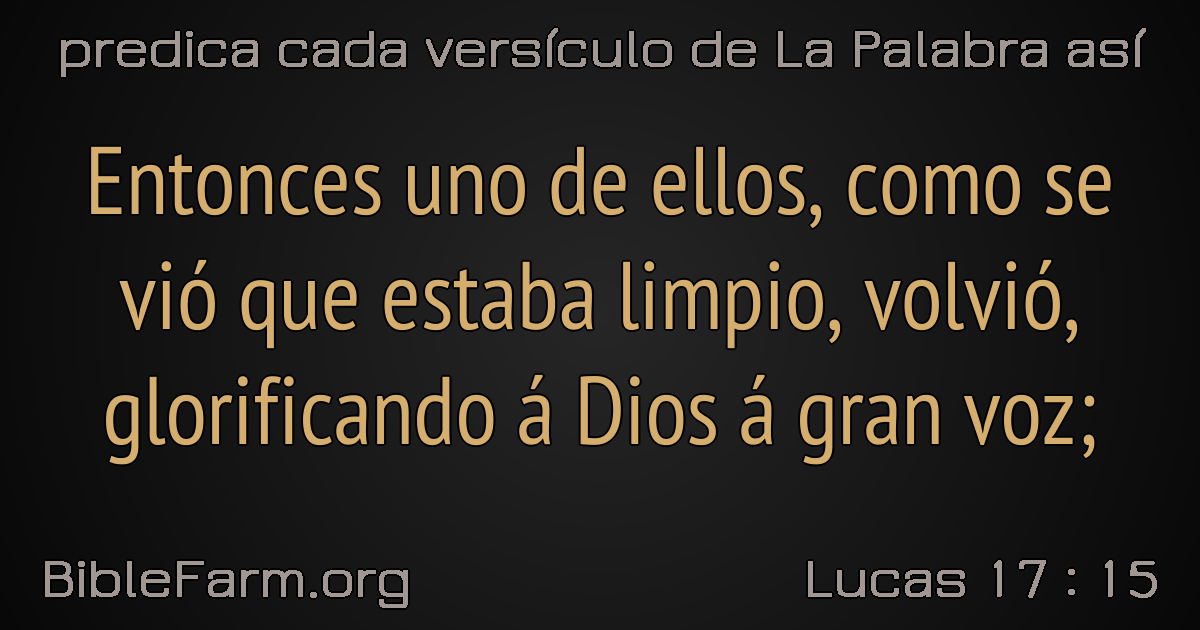 predica cada versículo de La Palabra así
Entonces uno de ellos, como se
vió que estaba limpio, volvió,
glorificando á Dios á gran voz;
BibleFarm.org
Lucas 17 : 15